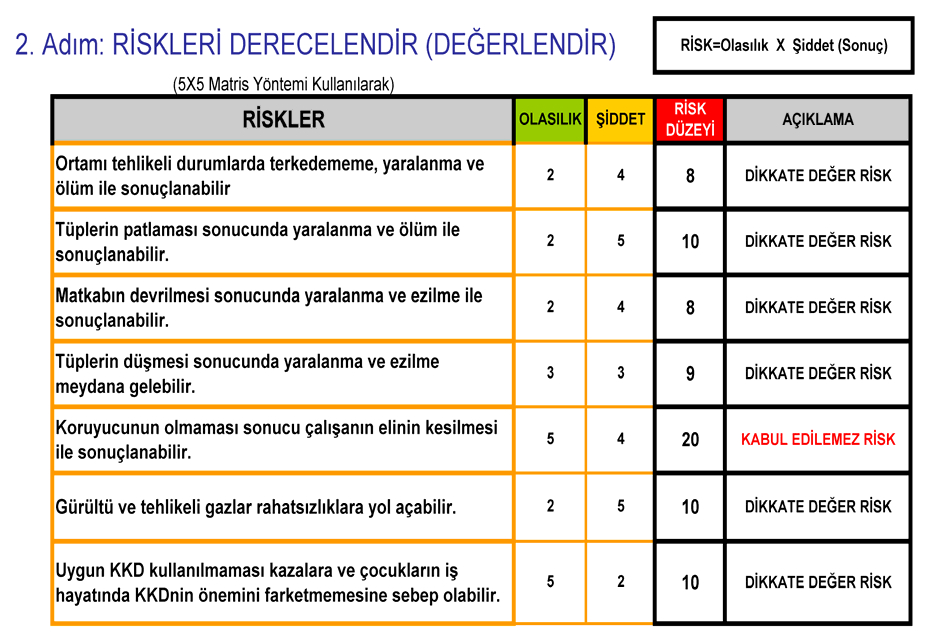 2. Adım: RİSKLERİ DERECELENDİR (DEĞERLENDİR)
RİSK=Olasılık X Şiddet (Sonuç)
(5X5 Matris Yöntemi Kullanılarak)
RİSKLER OLASILIK ŞİDDET RİSK DÜZEYİ AÇIKLAMA
Ortamı tehlikeli durumlarda terkedememe, yaralanma ve
ölüm ile sonuçlanabilir
2 4 8 DİKKATE DEĞER RİSK
Tüplerin patlaması sonucunda yaralanma ve ölüm ile
sonuçlanabilir.
2 5 10 DİKKATE DEĞER RİSK
Matkabın devrilmesi sonucunda yaralanma ve ezilme ile
sonuçlanabilir.
2 4 8 DİKKATE DEĞER RİSK
Tüplerin düşmesi sonucunda yaralanma ve ezilme
meydana gelebilir.
3 3 9 DİKKATE DEĞER RİSK
Koruyucunun olmaması sonucu çalışanın elinin kesilmesi
ile sonuçlanabilir.
5 4 20 KABUL EDİLEMEZ RİSK
Gürültü ve tehlikeli gazlar rahatsızlıklara yol açabilir.
2 5 10 DİKKATE DEĞER RİSK
Uygun KKD kullanılmaması kazalara ve çocukların iş
hayatında KKDnin önemini farketmemesine sebep olabilir.
5 2 10 DİKKATE DEĞER RİSK